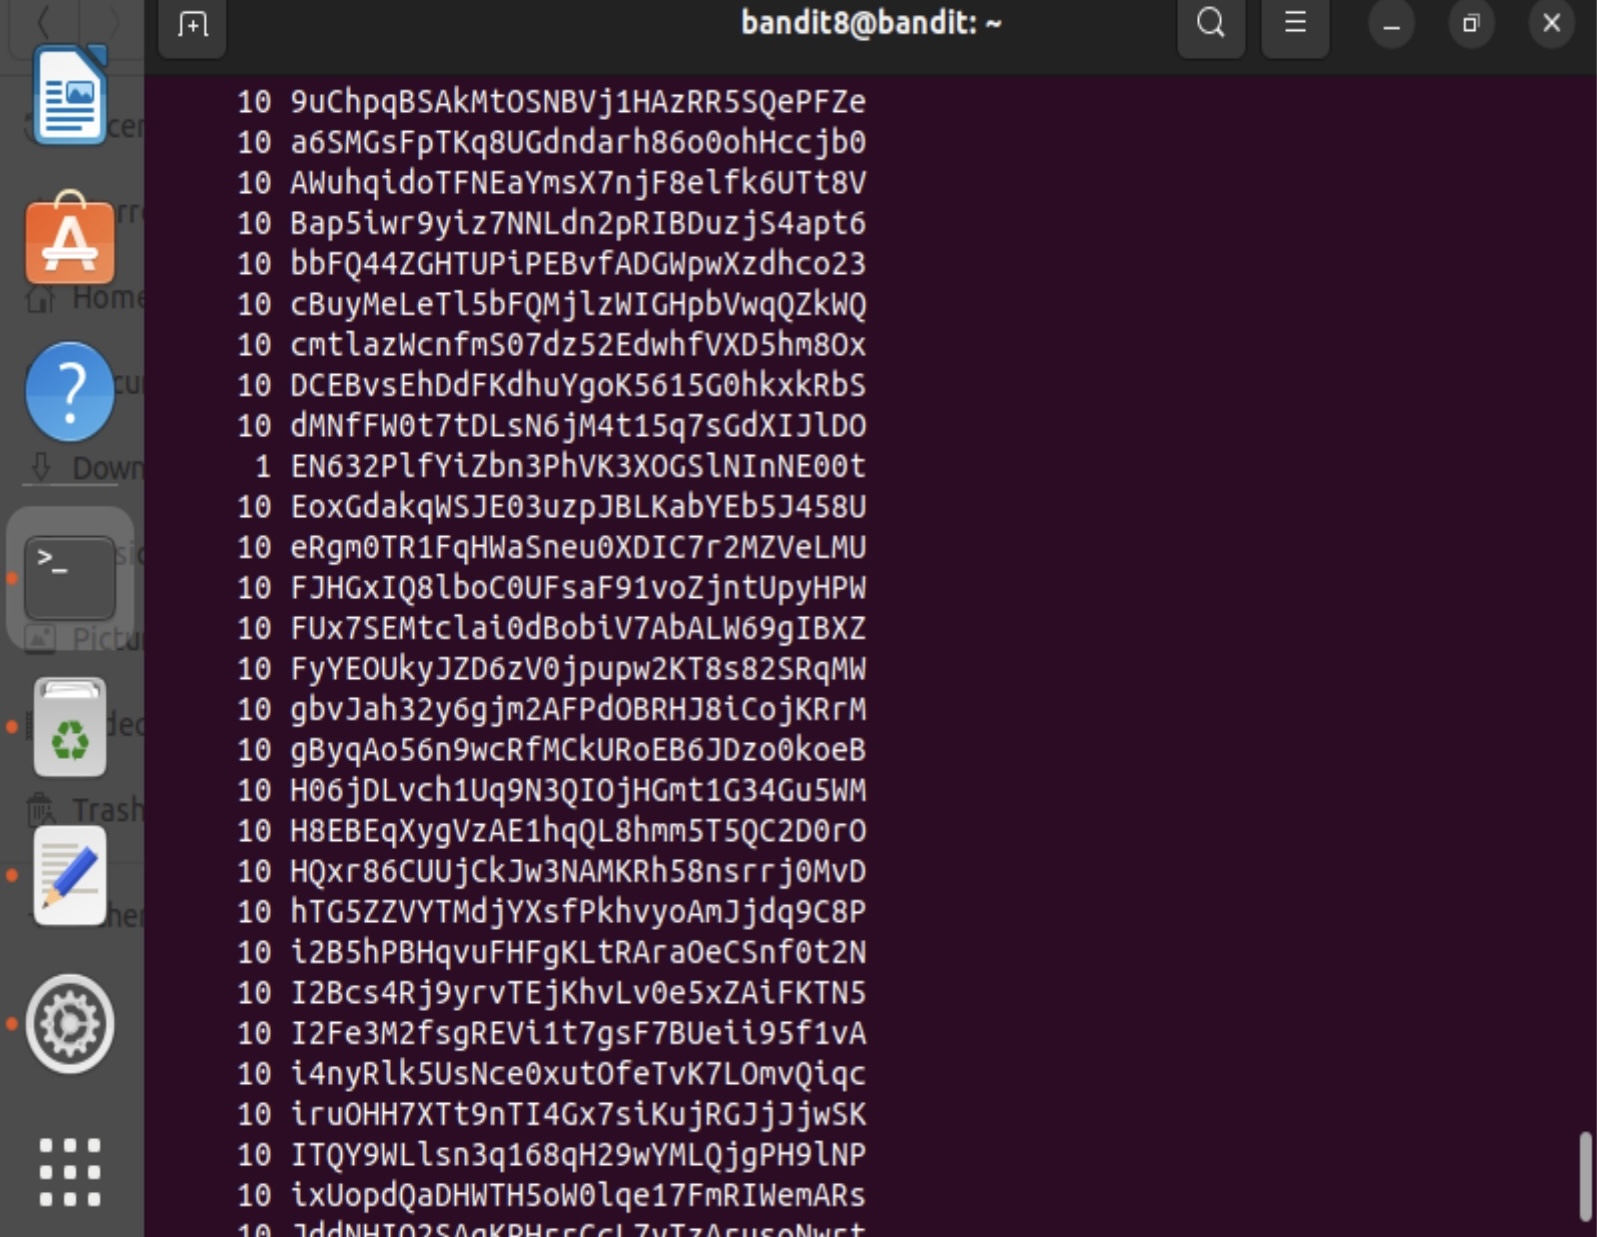 bandit8@bandit: ~
10 9uChpqBSAkMtOSNBVj1HAzRR5SQePFZe
10 a6SMGsFpTKq8UGdndarh86o0ohHccjb0
10 AWuhqidoTFNEaYmsX7njF8elfk6UTt8V
10 Bap5iwr9yiz7NNLdn2pRIBDuzjS4apt6
10 bbFQ44ZGHTUPiPEBvfADGWpwXzdhco23
10 cBuyMeLeTl5bFQMjlzWIGHpbVwqQZkWQ
10 cmtlazWcnfmS07dz52EdwhfVXD5hm8Ox
10 DCEBvsEhDdFKdhuYgoK5615G0hkxkRbS
10 dMNfFW0t7tDLsN6jM4t15q7sGdXIJlDO
1 EN632PlfYiZbn3PhVK3XOGSlNInNE00t
10 EoxGdakqWSJE03uzpJBLKabYEb5J458U
10 eRgm0TR1FqHWaSneu0XDIC7r2MZVeLMU
10 FJHGxIQ8lboC0UFsaF91voZjntUpyHPW
10 FUx7SEMtclai0dBobiV7AbALW69gIBXZ
10 FyYEOUkyJZD6zV0jpupw2KT8s82SRqMW
10 gbvJah32y6gjm2AFPdOBRHJ8iCojKRrM
10 gByqAo56n9wcRfMCkURoEB6JDzo0koeB
10 H06jDLvch1Uq9N3QIOjHGmt1G34Gu5WM
10 H8EBEqXygVzAE1hqQL8hmm5T5QC2D0rO
10 HQxr86CUUjCkJw3NAMKRh58nsrrj0MvD
10 hTG5ZZVYTMdjYXsfPkhvyoAmJjdq9C8P
10 i2B5hPBHqvuFHFgKLtRAraOeCSnf0t2N
10 I2Bcs4Rj9yrvTEjKhvLv0e5xZAiFKTN5
10 I2Fe3M2fsgREVi1t7gsF7BUeii95f1vA
10 i4nyRlk5UsNce0xutOfeTvK7LOmvQiqc
10 iruOHH7XTt9nTI4Gx7siKujRGJjJjwSK
10 ITQY9WLlsn3q168qH29wYMLQjgPH9lNP
10 ixUopdQaDHWTH5oW0lqe17FmRIWemARs
Home
Down
Trash